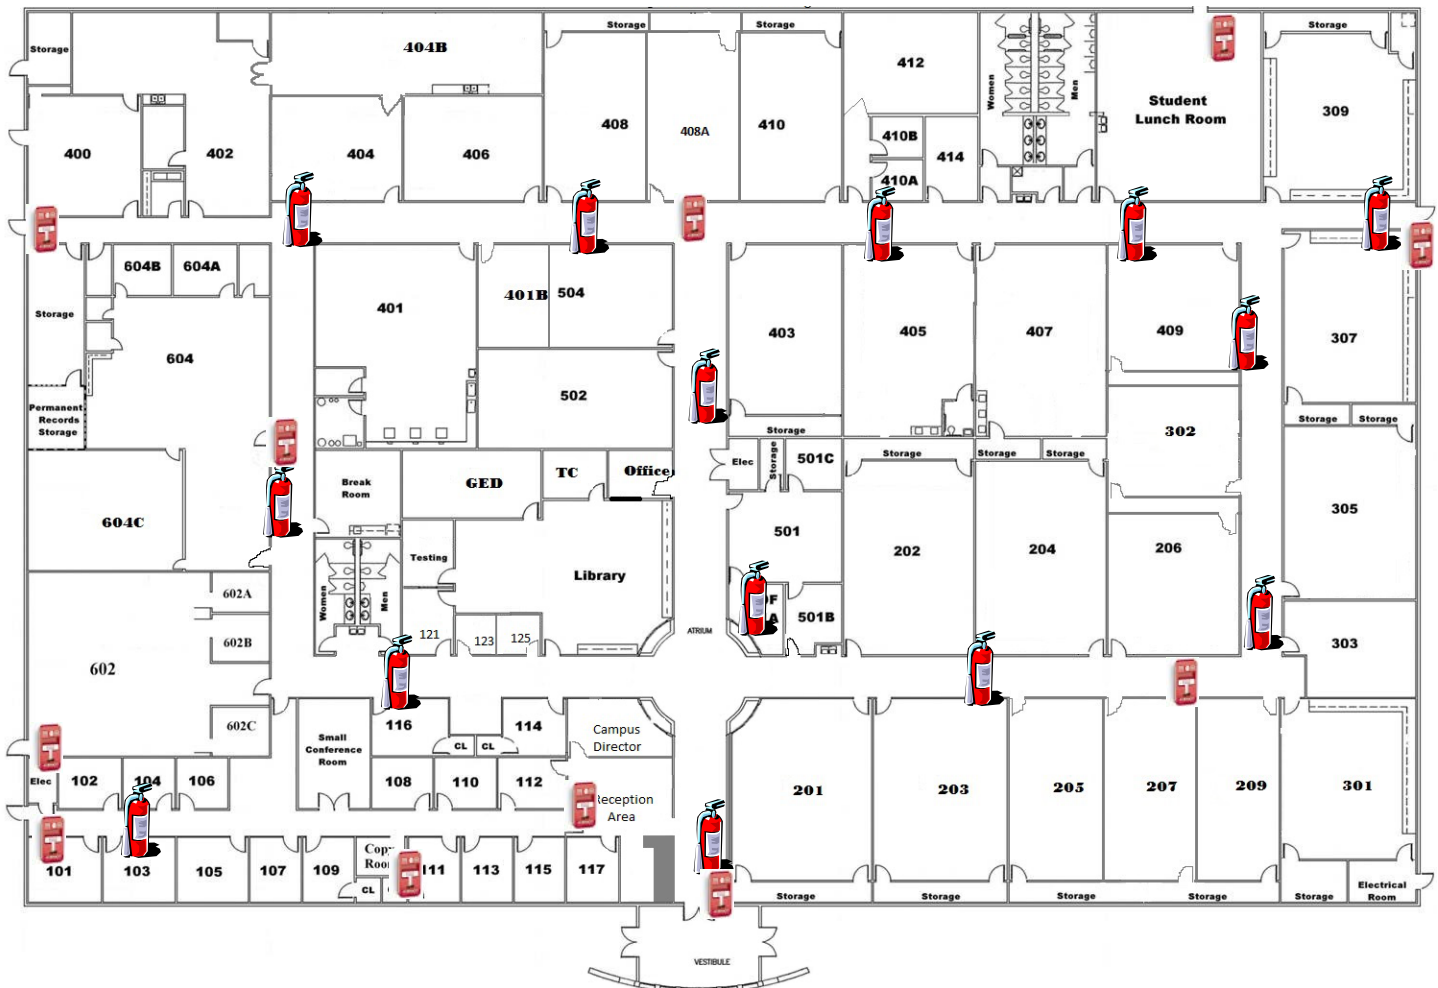 Storage
404B
Storage
Storage
412
Women
Men
Student
Lunch Room
Storage
309
400
402
404
406
408
408A
410
410B
414
410A
604B
604A
401
401B
504
403
405
407
409
307
Storage
604
502
Permanent
Records
Storage
Storage
302
Storage
Storage
604C
Break
Room
GED
TC
Office
Elec
Storage
501C
Storage
Storage
Storage
305
Testing
Library
501
202
204
206
602A
602B
602
602C
Women
Men
121
123
125
ATRIUM
501B
303
Small
Conference
Room
116
CL
CL
114
Campus
Director
Elec
102
104
106
108
110
112
Reception
Area
201
203
205
207
209
301
101
103
105
107
109
Copy
Room
CL
111
113
115
117
Storage
Storage
Storage
Storage
Storage
Electrical
Room
VESTIBULE